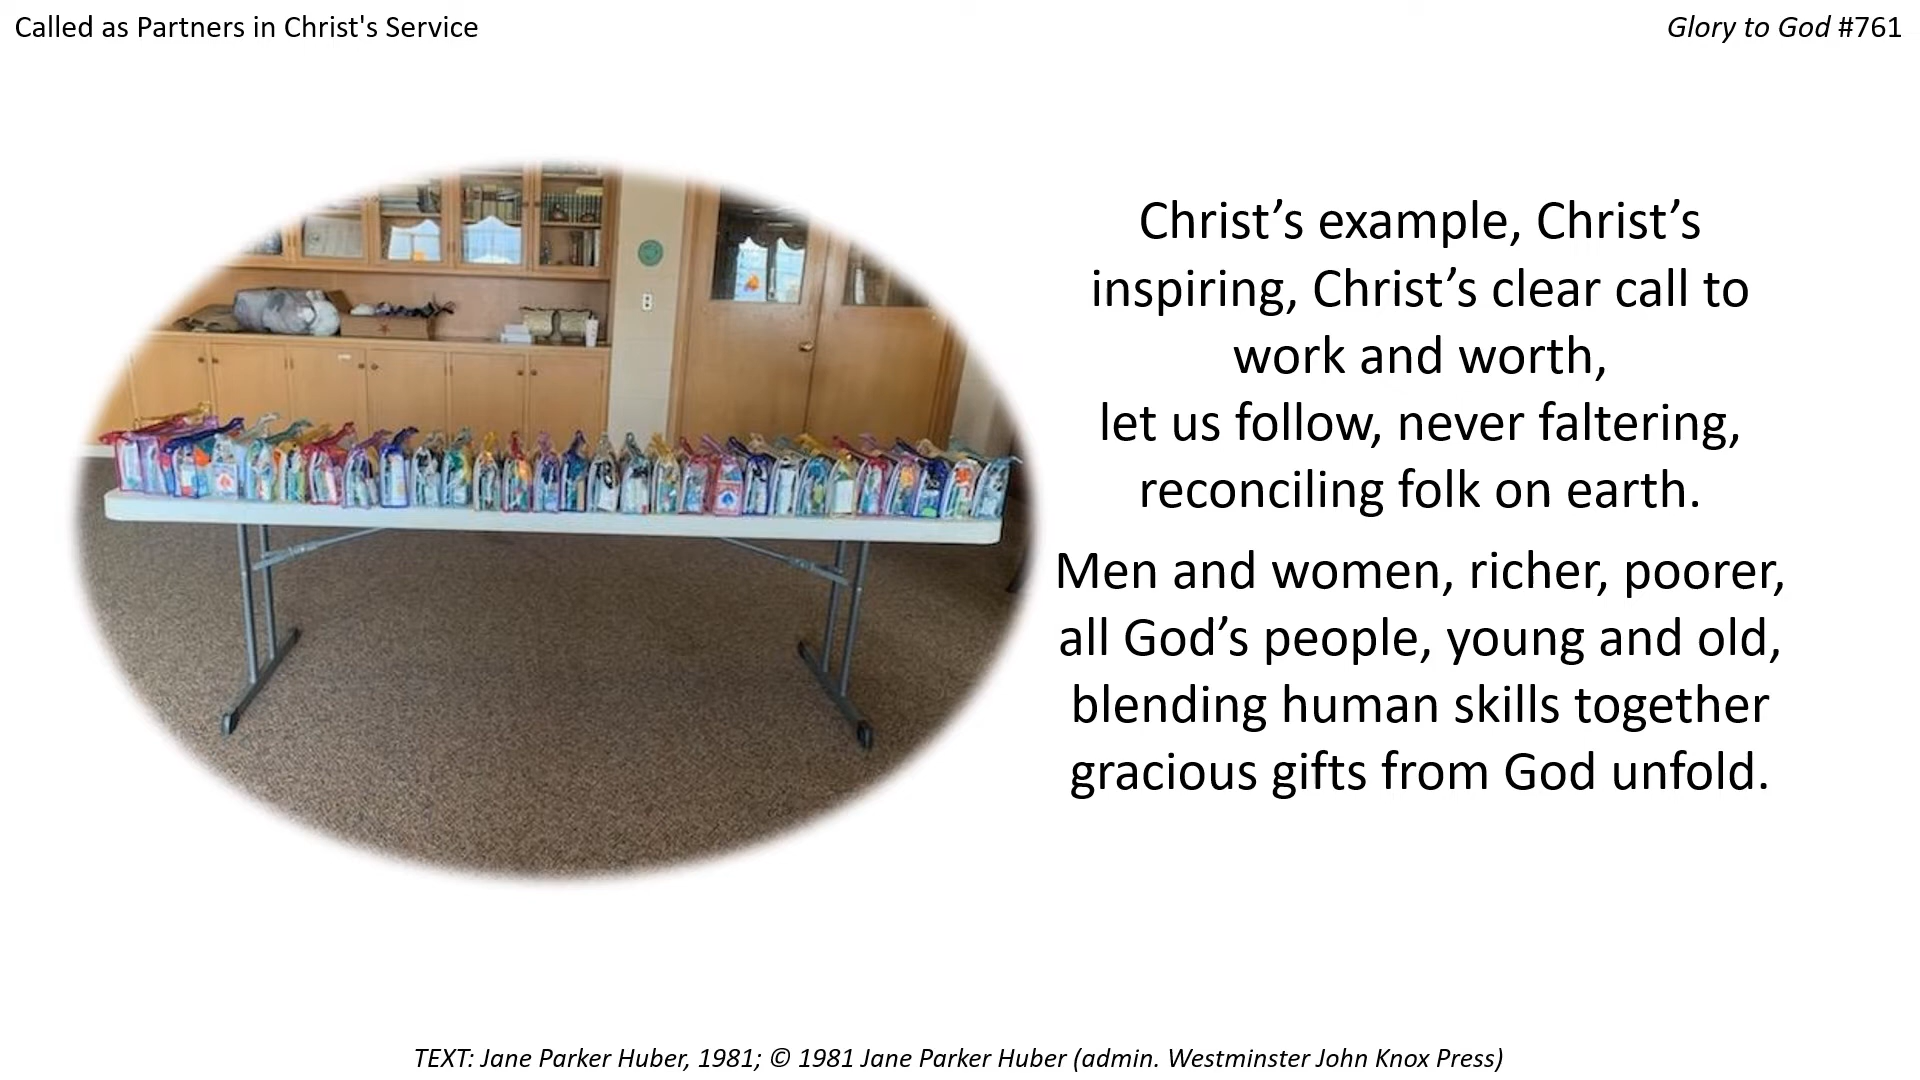 Called as Partners in Christ's Service
Glory to God #761
Christ’s example, Christ’s
inspiring, Christ’s clear call to
work and worth,
let us follow, never faltering,
reconciling folk on earth.
Men and women, richer, poorer,
all God’s people, young and old,
blending human skills together
gracious gifts from God unfold.
TEXT: Jane Parker Huber, 1981; © 1981 Jane Parker Huber (admin. Westminster John Knox Press)